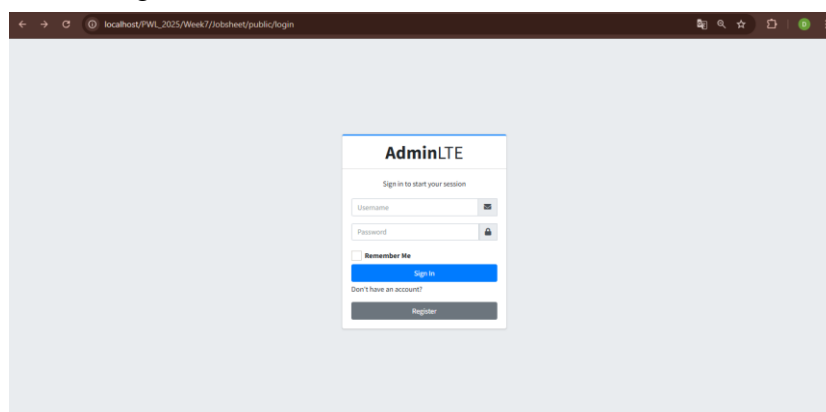 localhost/PWL_2025/Week7/Jobsheet/public/login
AdminLTE
Sign in to start your session
Username
Password
Remember Me
Sign In
Don't have an account?
Register